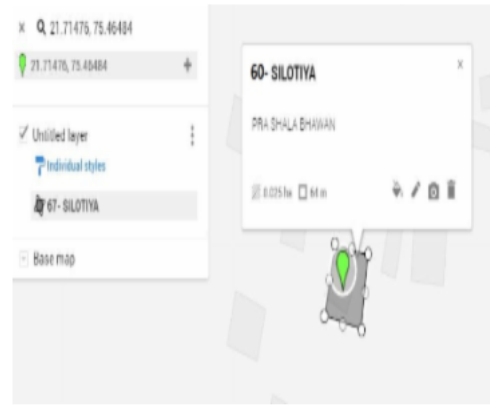 21.71476, 75.46484
21.71476, 75.46484
Untitled layer
Individual styles
67- SILOTIYA
Base map
60- SILOTIYA
PRA SHALA BHAWAN
0.025 ha 64 m